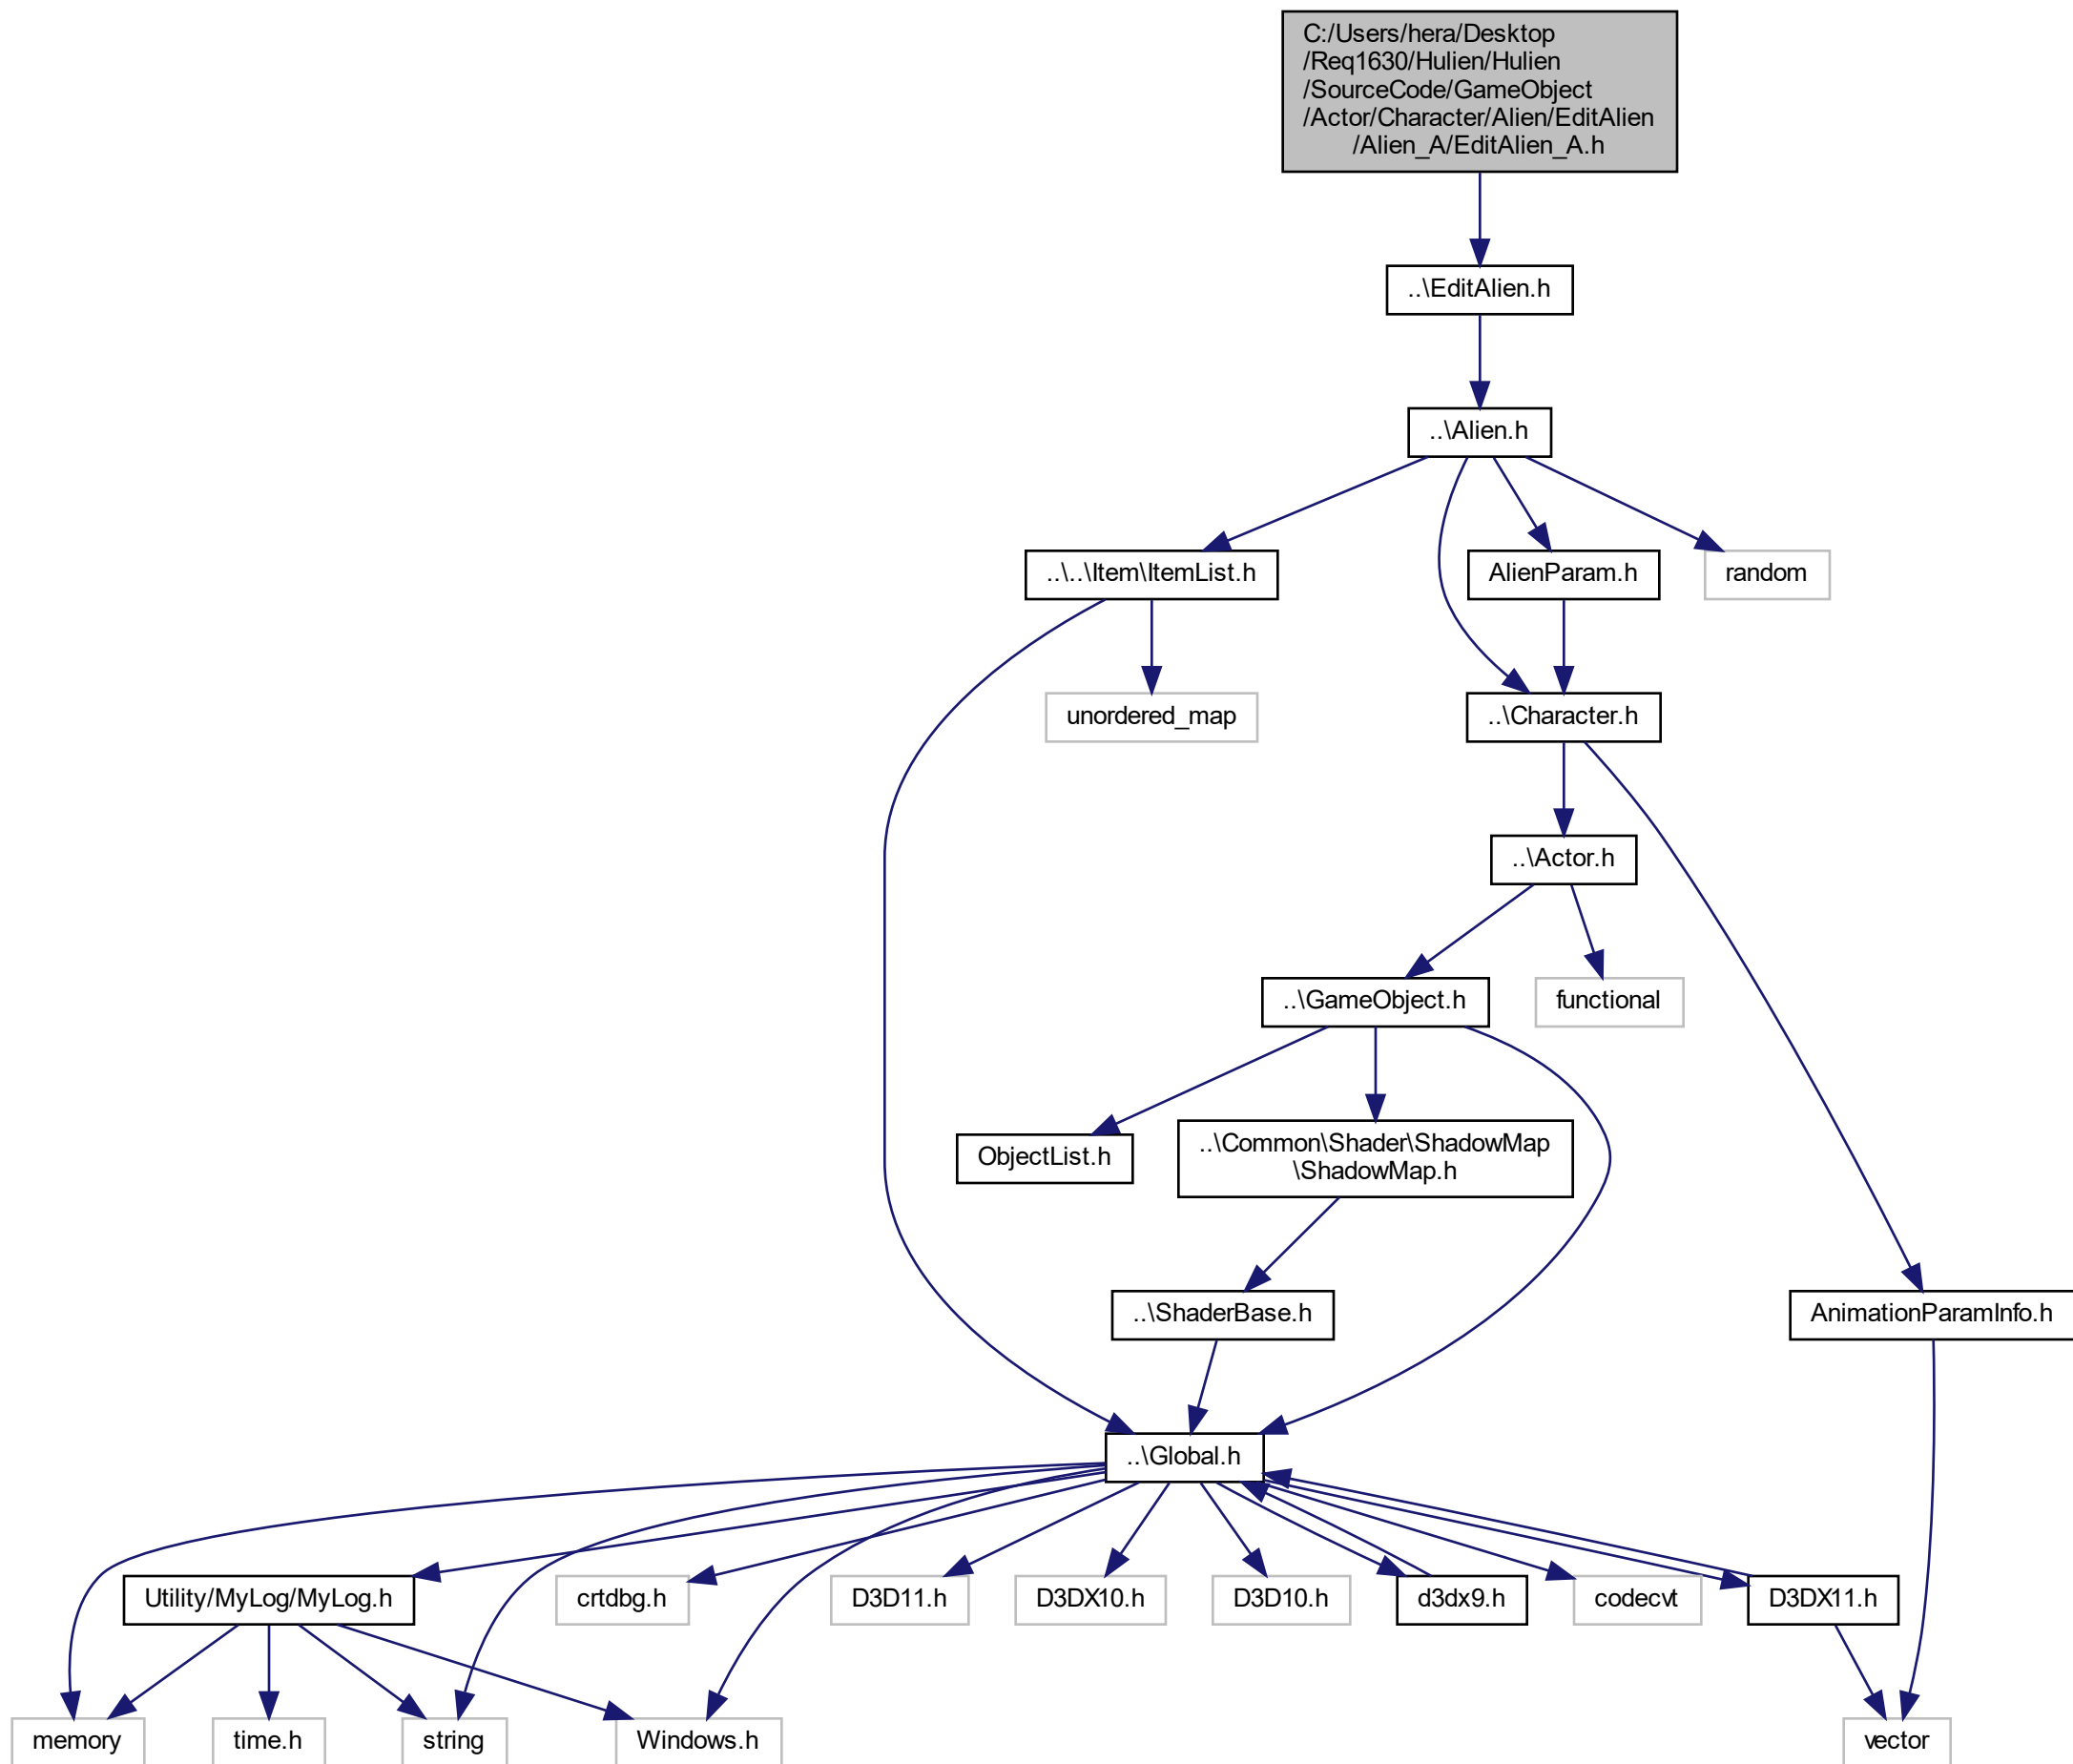 C:/Users/hera/Desktop
/Req1630/Hulien/Hulien
/SourceCode/GameObject
/Actor/Character/Alien/EditAlien
/Alien_A/EditAlien_A.h
..\EditAlien.h
..\Alien.h
..\..\Item\ItemList.h
AlienParam.h
random
unordered_map
..\Character.h
..\Actor.h
..\GameObject.h
functional
ObjectList.h
..\Common\Shader\ShadowMap
\ShadowMap.h
..\ShaderBase.h
AnimationParamInfo.h
..\Global.h
Utility/MyLog/MyLog.h
crtdbg.h
D3D11.h
D3DX10.h
D3D10.h
d3dx9.h
codecvt
D3DX11.h
memory
time.h
string
Windows.h
vector